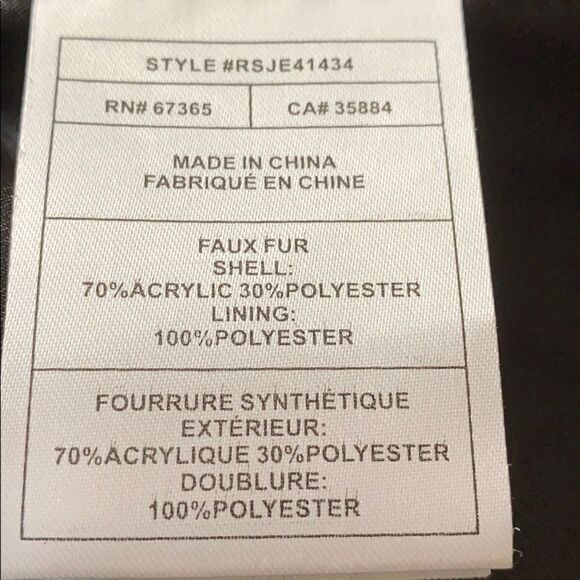 STYLE #RSJE41434
RN# 67365 CA# 35884
MADE IN CHINA
FABRIQUÉ EN CHINE
FAUX FUR
SHELL:
70%ACRYLIC 30%POLYESTER
LINING:
100%POLYESTER
FOURRURE SYNTHÉTIQUE
EXTÉRIEUR:
70%ACRYLIQUE 30%POLYESTER
DOUBLURE:
100%POLYESTER